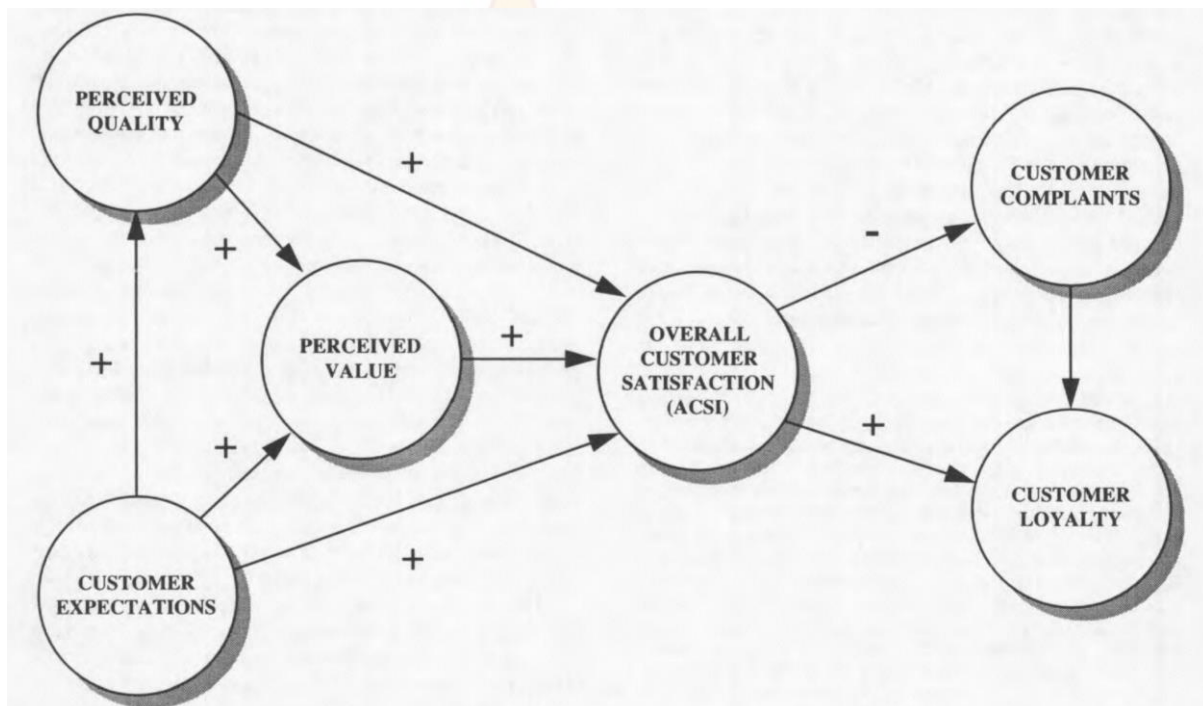 PERCEIVED
QUALITY
+
+
+
PERCEIVED
VALUE
+
+
CUSTOMER
EXPECTATIONS
+
OVERALL
CUSTOMER
SATISFACTION
(ACSI)
-
+
CUSTOMER
COMPLAINTS
CUSTOMER
LOYALTY